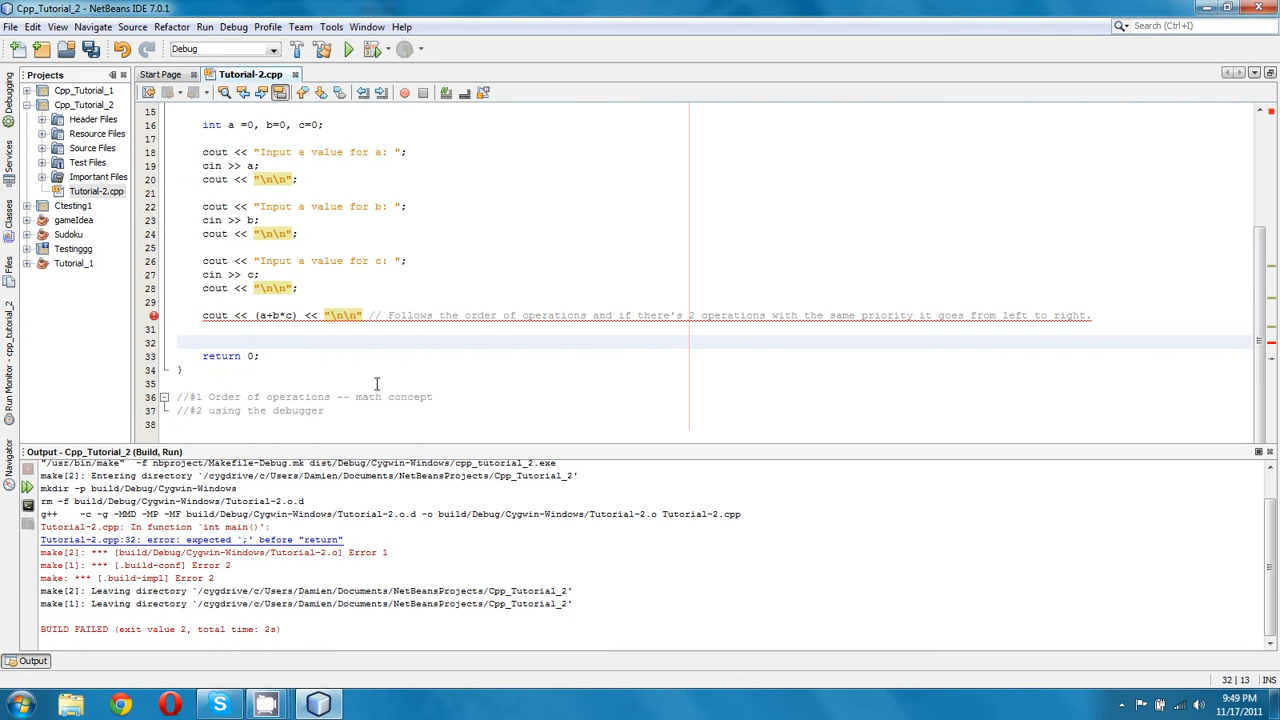 Cpp_Tutorial_2 - NetBeans IDE 7.0.1
File Edit View Navigate Source Refactor Run Debug Profile Team Tools Window Help
Search (Ctrl+I)
Debug
Projects
Start Page
Tutorial-2.cpp
Cpp_Tutorial_1
Cpp_Tutorial_2
Header Files
Resource Files
Source Files
Test Files
Important Files
Tutorial-2.cpp
Ctesting1
gameIdea
Sudoku
Testinggg
Tutorial_1
Debugging
Services
Classes
Files
Run Monitor - cpp_tutorial_2
Navigator
15
16 int a =0, b=0, c=0;
17
18 cout << "Input a value for a: ";
19 cin >> a;
20 cout << "\n\n";
21
22 cout << "Input a value for b: ";
23 cin >> b;
24 cout << "\n\n";
25
26 cout << "Input a value for c: ";
27 cin >> c;
28 cout << "\n\n";
29
cout << (a+b*c) << "\n\n" // Follows the order of operations and if there's 2 operations with the same priority it goes from left to right.
31
32
33 return 0;
34 }
35
36 //#1 Order of operations -- math concept
37 //#2 using the debugger
38
Output - Cpp_Tutorial_2 (Build, Run)
"/usr/bin/make" -f nbproject/Makefile-Debug.mk dist/Debug/Cygwin-Windows/cpp_tutorial_2.exe
make[2]: Entering directory `/cygdrive/c/Users/Damien/Documents/NetBeansProjects/Cpp_Tutorial_2'
mkdir -p build/Debug/Cygwin-Windows
rm -f build/Debug/Cygwin-Windows/Tutorial-2.o.d
g++ -c -g -MMD -MP -MF build/Debug/Cygwin-Windows/Tutorial-2.o.d -o build/Debug/Cygwin-Windows/Tutorial-2.o Tutorial-2.cpp
Tutorial-2.cpp: In function `int main()':
Tutorial-2.cpp:32: error: expected `;' before "return"
make[2]: *** [build/Debug/Cygwin-Windows/Tutorial-2.o] Error 1
make[1]: *** [.build-conf] Error 2
make: *** [.build-impl] Error 2
make[2]: Leaving directory `/cygdrive/c/Users/Damien/Documents/NetBeansProjects/Cpp_Tutorial_2'
make[1]: Leaving directory `/cygdrive/c/Users/Damien/Documents/NetBeansProjects/Cpp_Tutorial_2'
BUILD FAILED (exit value 2, total time: 2s)
Output
32 | 13 INS
9:49 PM
11/17/2011